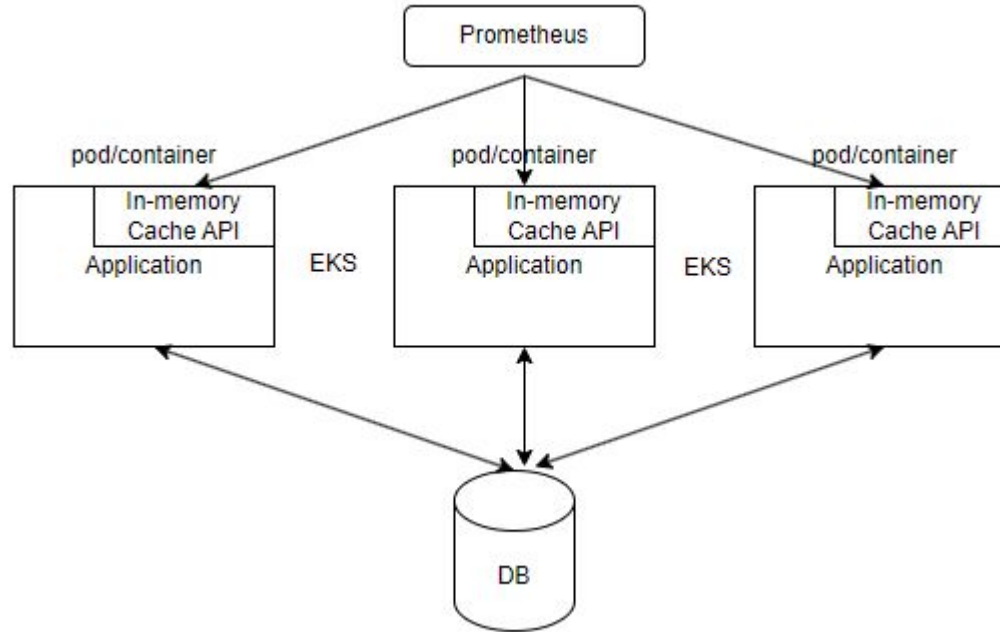 Prometheus
pod/container
pod/container
pod/container
In-memory
Cache API
Application
EKS
In-memory
Cache API
Application
EKS
In-memory
Cache API
Application
DB